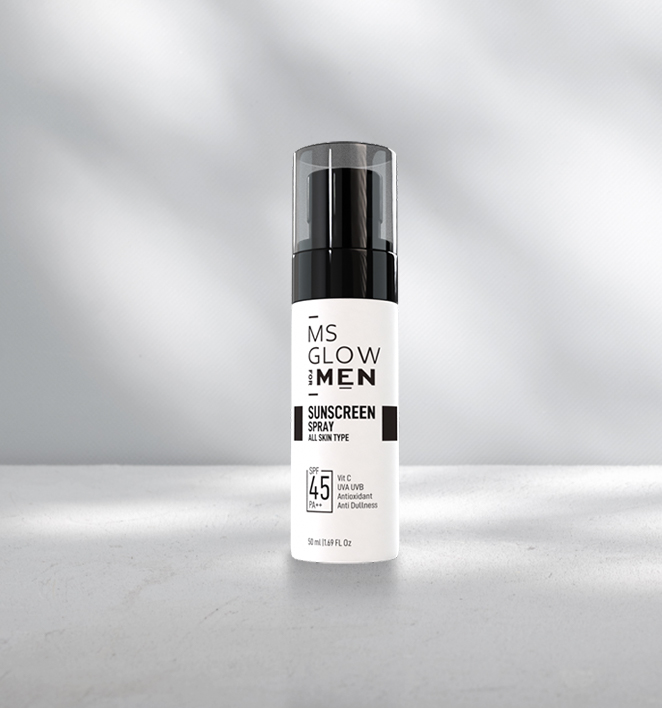 MS
GLOW
FOR MEN
SUNSCREEN
SPRAY
ALL SKIN TYPE
SPF
45
PA++
Vit C
UVA UVB
Antioxidant
Anti Dullness
50 ml |1.69 FL Oz